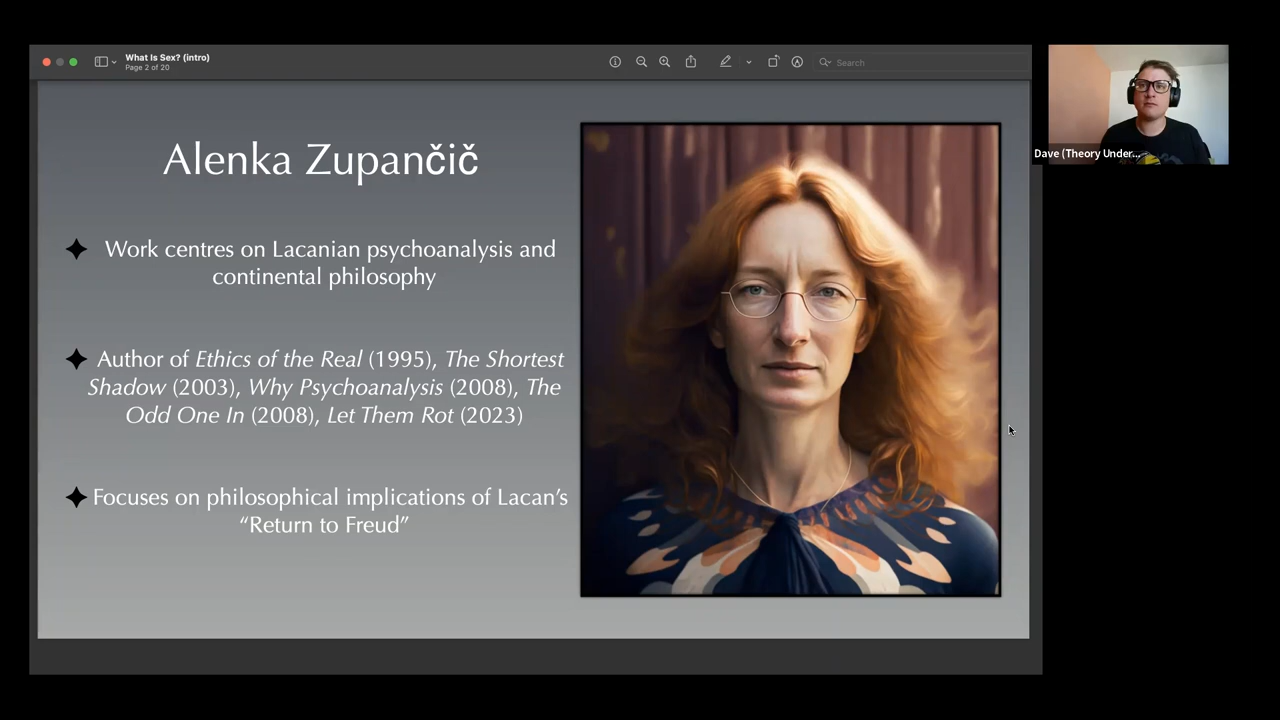 What Is Sex? (intro)
Page 2 of 20
Search
Alenka Zupančič
Work centres on Lacanian psychoanalysis and
continental philosophy
Author of Ethics of the Real (1995), The Shortest
Shadow (2003), Why Psychoanalysis (2008), The
Odd One In (2008), Let Them Rot (2023)
Focuses on philosophical implications of Lacan’s
“Return to Freud”
Dave (Theory Under...